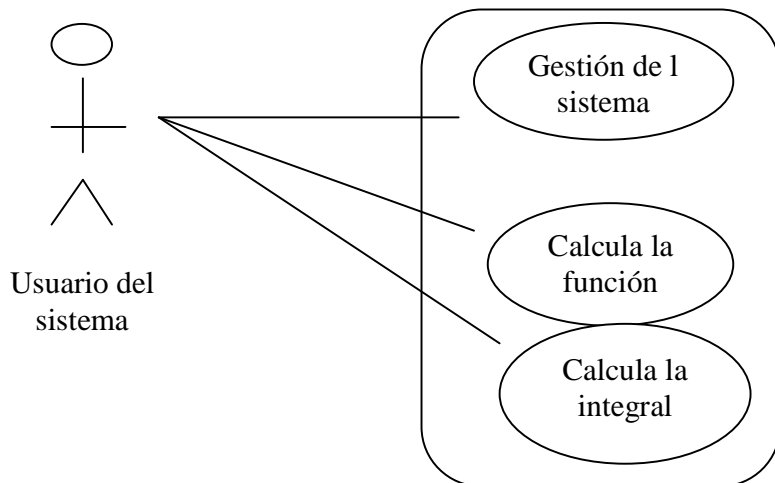 Gestión de l
sistema
Calcula la
función
Usuario del
sistema
Calcula la
integral